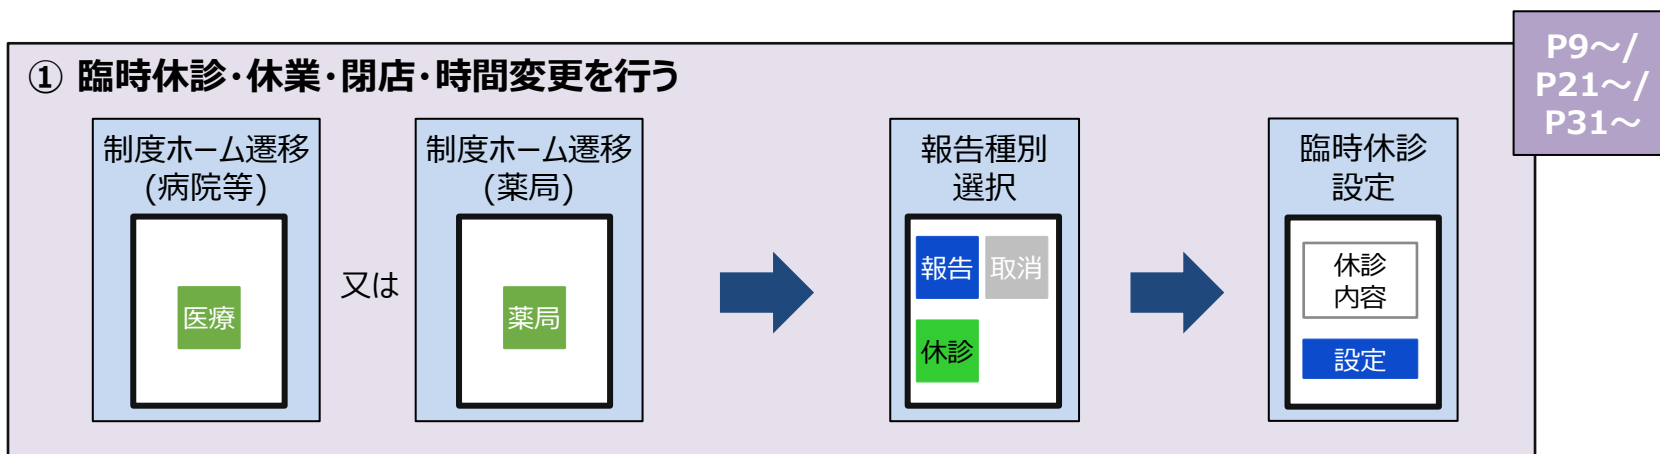 P9～/
P21～/
P31～
① 臨時休診･休業･閉店･時間変更を行う
制度ホーム遷移
(病院等)
医療
又は
制度ホーム遷移
(薬局)
薬局
報告種別
選択
報告
取消
休診
臨時休診
設定
休診
内容
設定